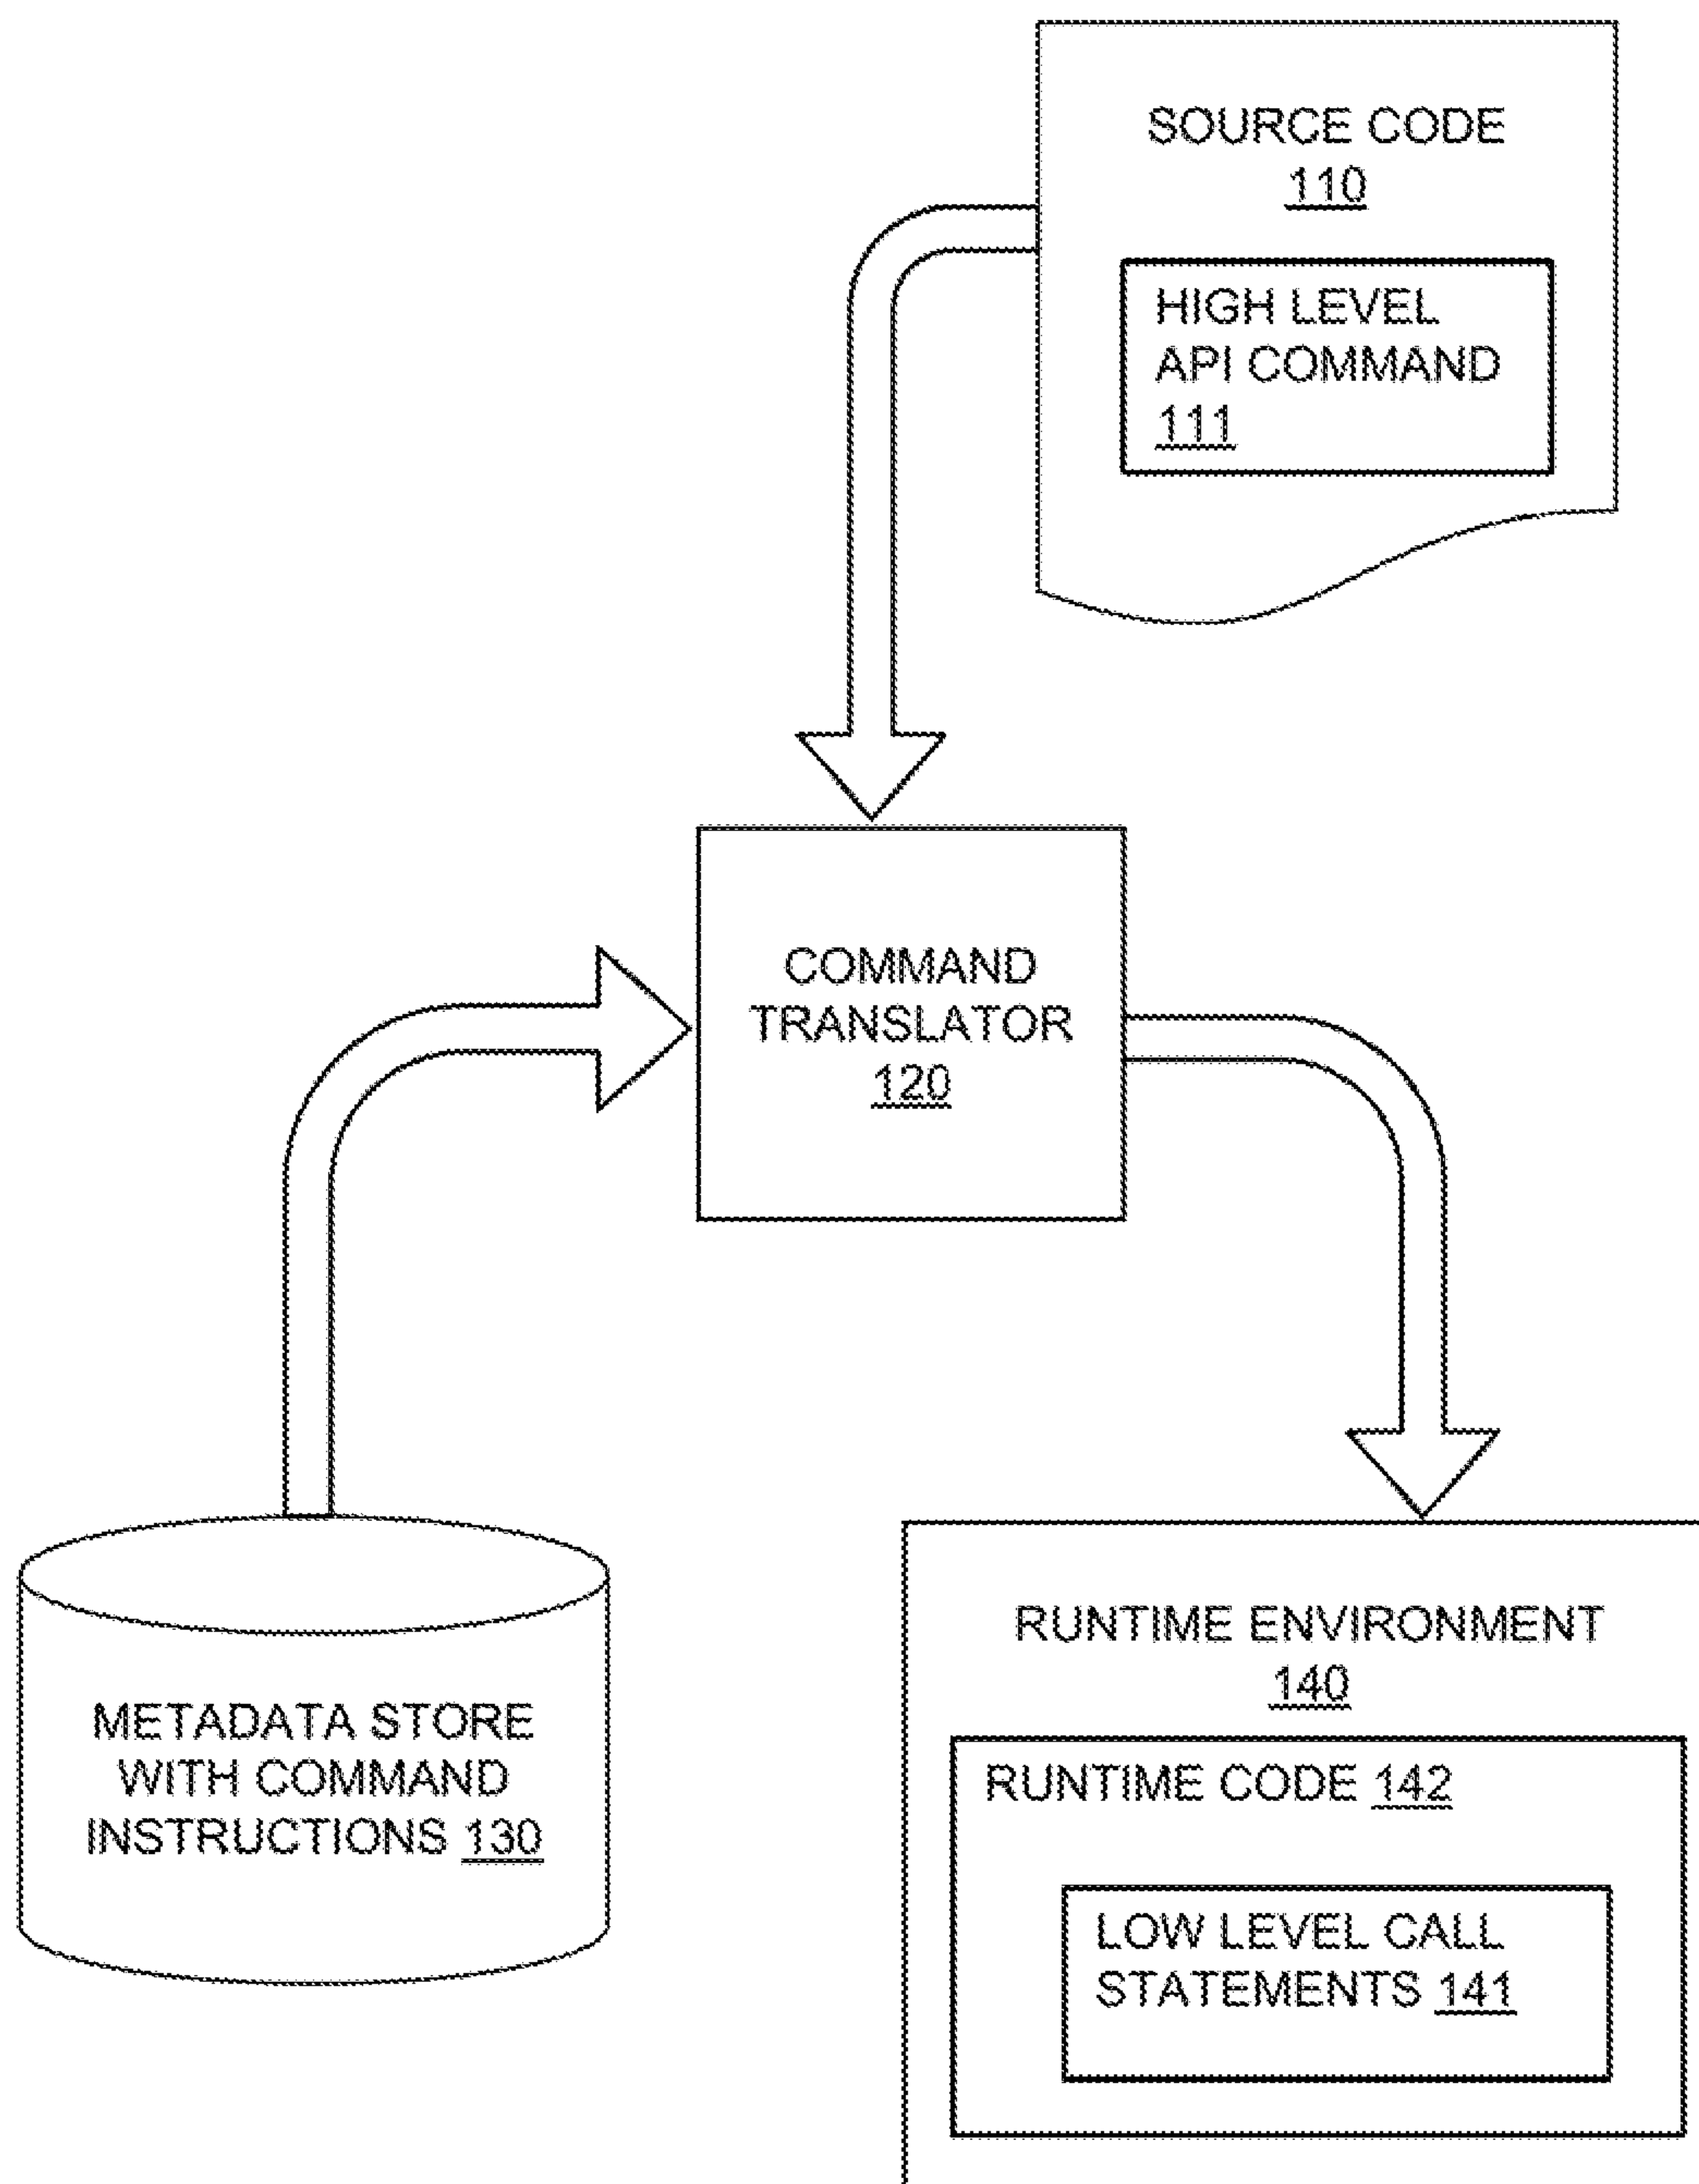 SOURCE CODE
110
HIGH LEVEL
API COMMAND
111
COMMAND
TRANSLATOR
120
METADATA STORE
WITH COMMAND
INSTRUCTIONS 130
RUNTIME ENVIRONMENT
140
RUNTIME CODE 142
LOW LEVEL CALL
STATEMENTS 141